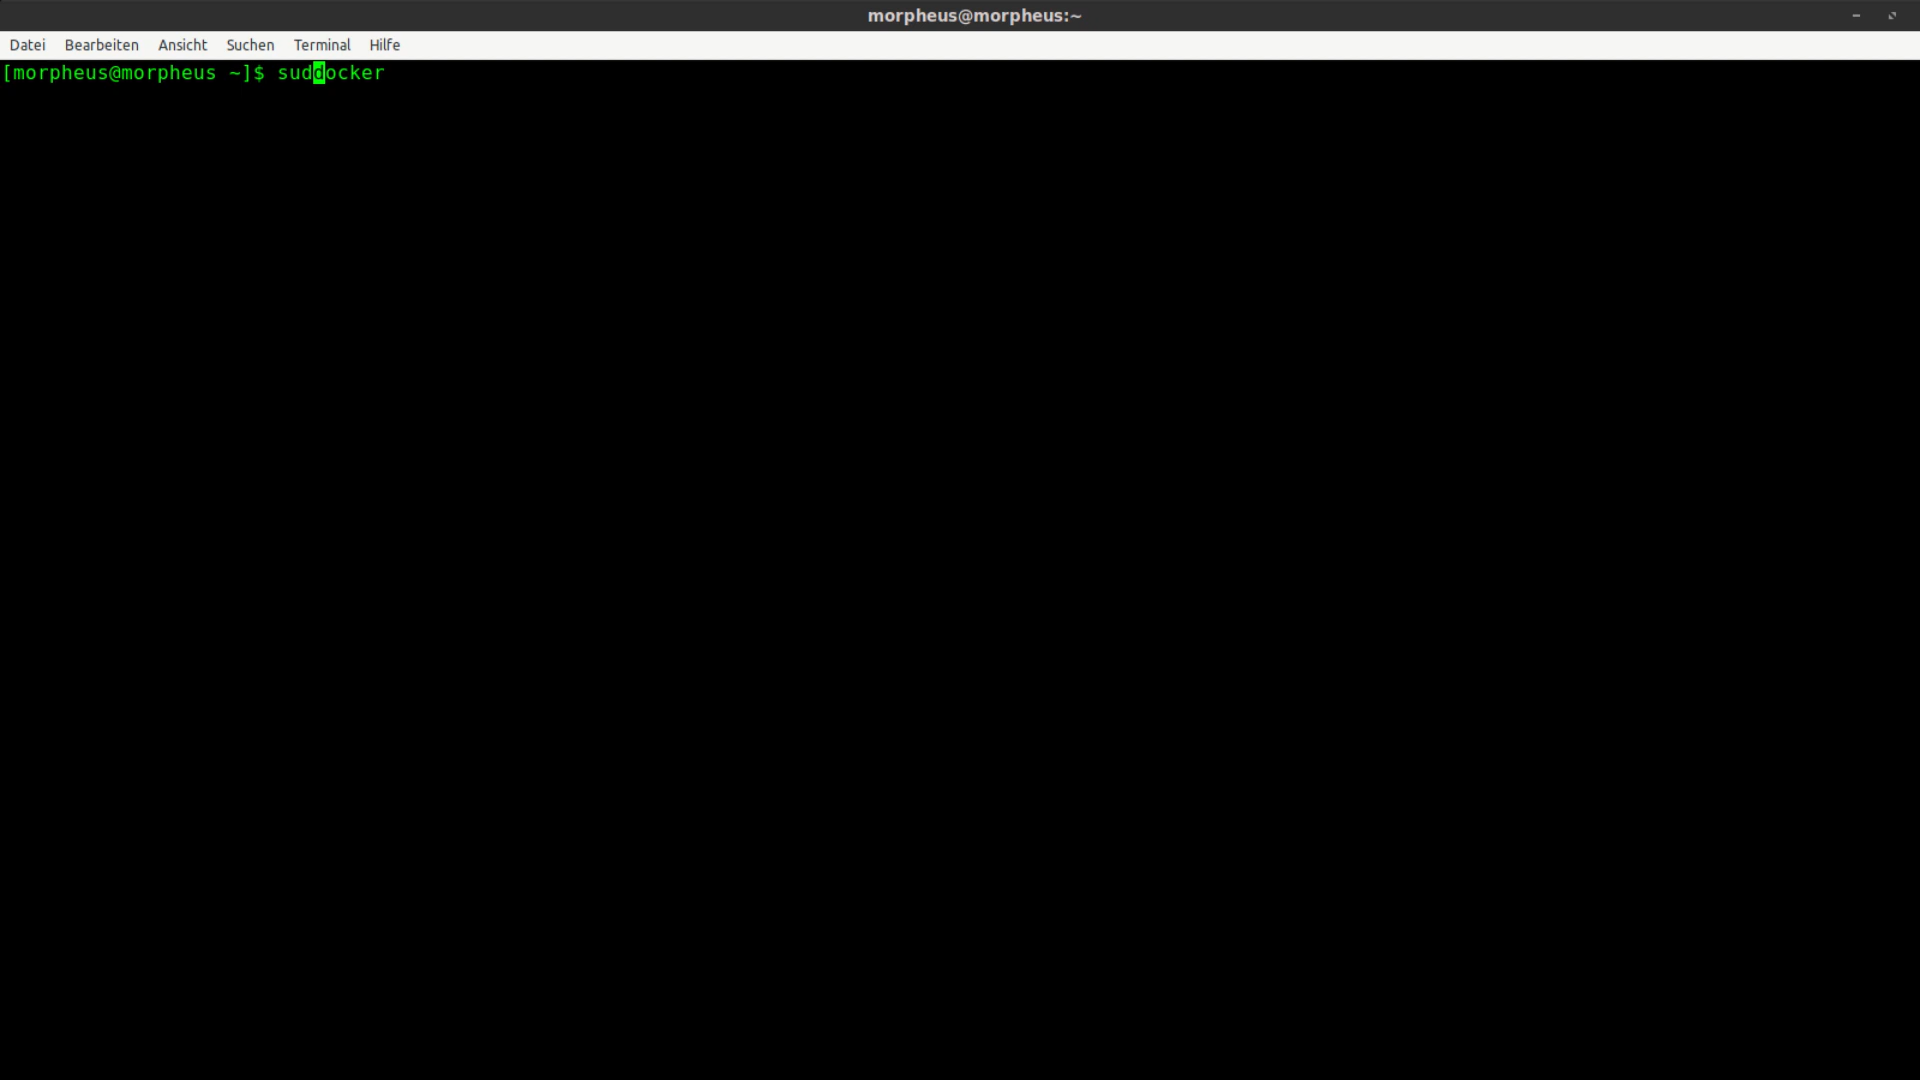 morpheus@morpheus:~
Datei Bearbeiten Ansicht Suchen Terminal Hilfe
[morpheus@morpheus ~]$ suddocker